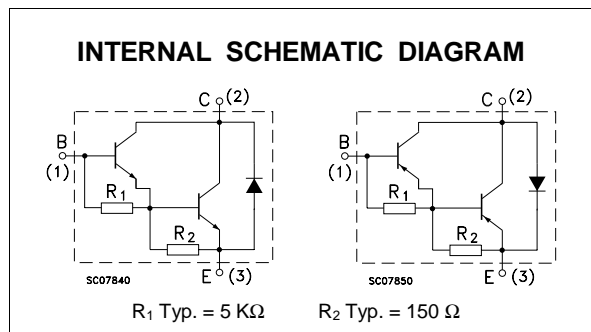 INTERNAL SCHEMATIC DIAGRAM
C (2)
B
(1)
R1
R2
E (3)
SC07840
C (2)
B
(1)
R1
R2
E (3)
SC07850
R1 Typ. = 5 KΩ R2 Typ. = 150 Ω